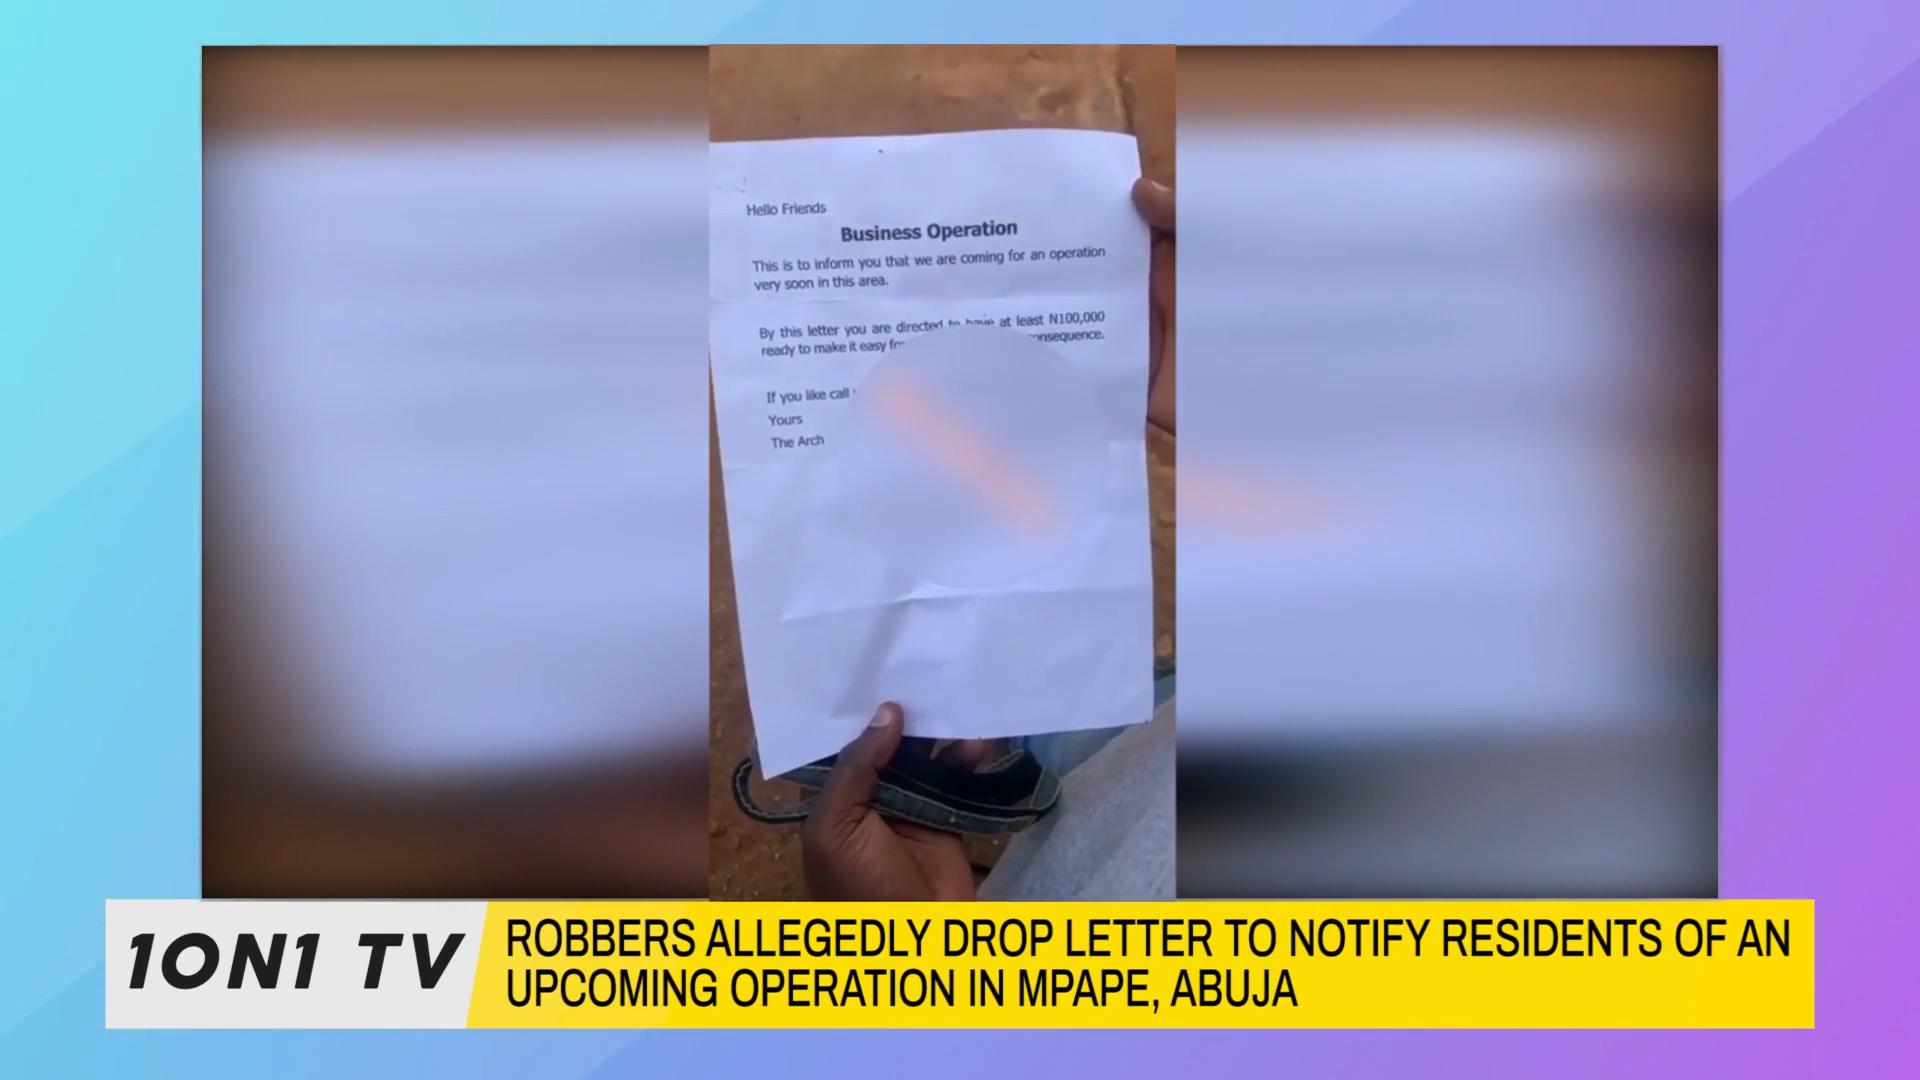 Hello Friends
Business Operation
This is to inform you that we are coming for an operation
very soon in this area.
By this letter you are directed to have at least N100,000
ready to make it easy
If you like call
Yours
The Arch
1ON1 TV
ROBBERS ALLEGEDLY DROP LETTER TO NOTIFY RESIDENTS OF AN
UPCOMING OPERATION IN MPAPE, ABUJA